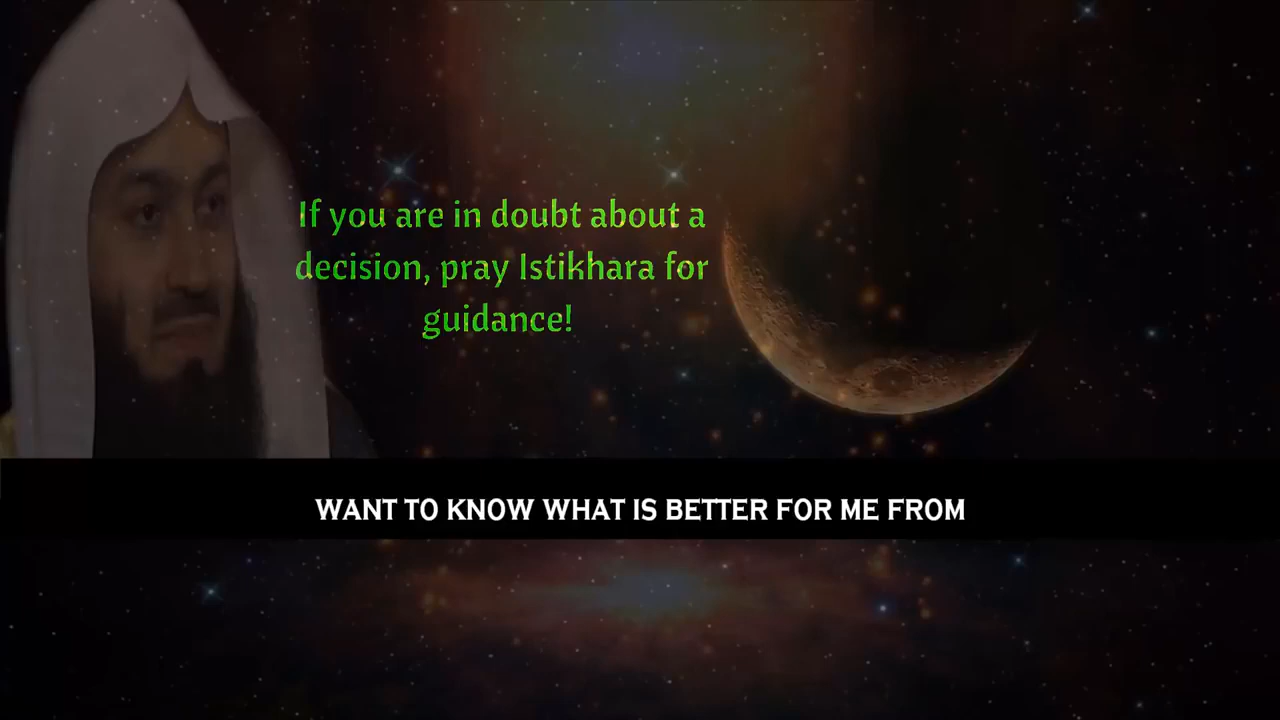 If you are in doubt about a
decision, pray Istikhara for
guidance!
WANT TO KNOW WHAT IS BETTER FOR ME FROM